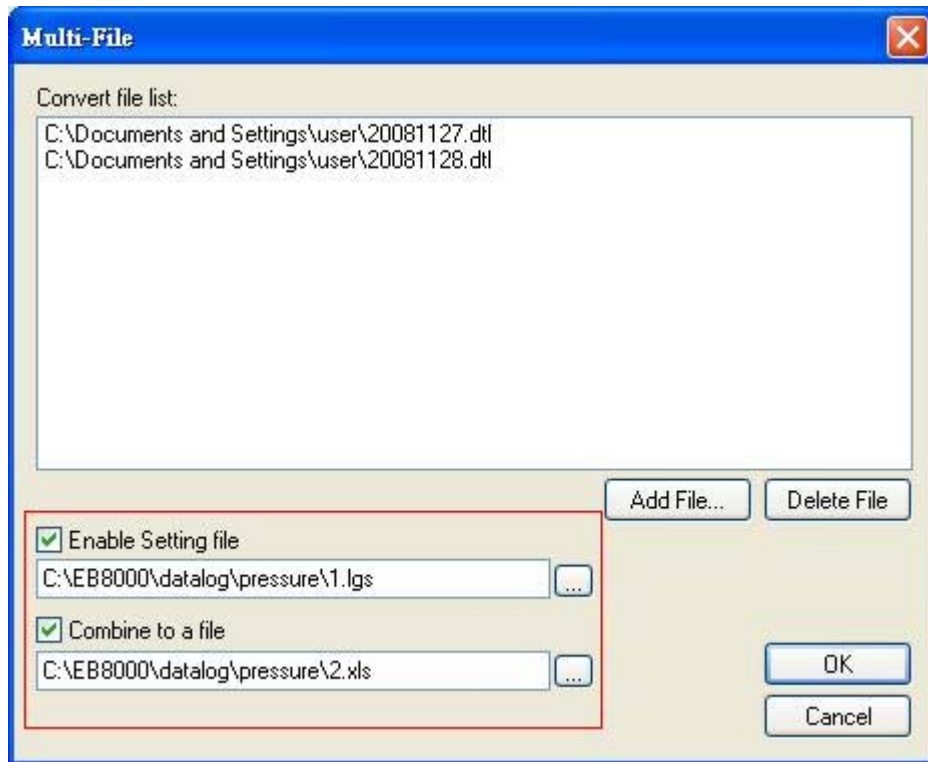 Multi-File
Convert file list:
C:\Documents and Settings\user\20081127.dtl
C:\Documents and Settings\user\20081128.dtl
Add File...
Delete File
Enable Setting file
C:\EB8000\datalog\pressure\1.lgs
...
Combine to a file
C:\EB8000\datalog\pressure\2.xls
...
OK
Cancel